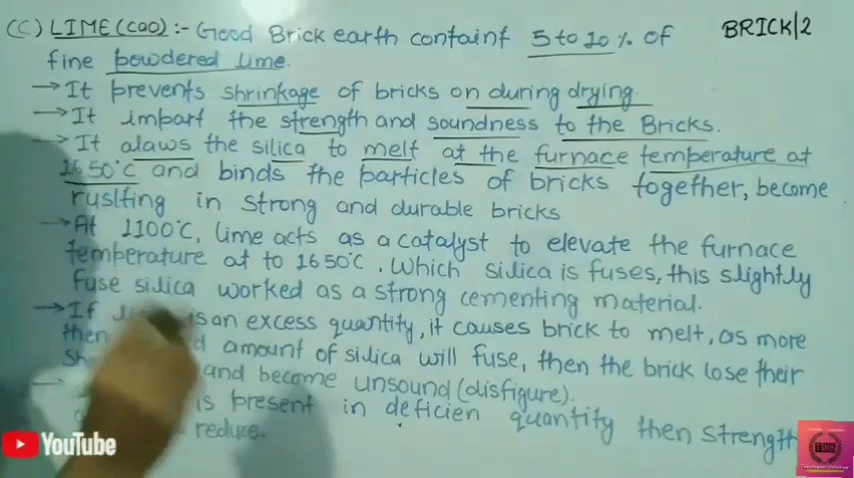 (C) LIME (CaO) :- Good Brick earth containf 5 to 10 % of
BRICK|2
fine powdered lime.
→ It prevents shrinkage of bricks on during drying.
→ It impart the strength and soundness to the Bricks.
→ It alaws the silica to melt at the furnace temperature at
1650°C and binds the particles of bricks together, become
ruslting in strong and durable bricks
→ At 1100°C, lime acts as a catalyst to elevate the furnace
temperature at to 1650°C. Which silica is fuses, this slightly
fuse silica worked as a strong cementing material.
→ If is an excess quantity, it causes brick to melt, as more
then amount of silica will fuse, then the brick lose their
and become unsound (disfigure).
is present in deficien quantity then strength
reduce.
YouTube